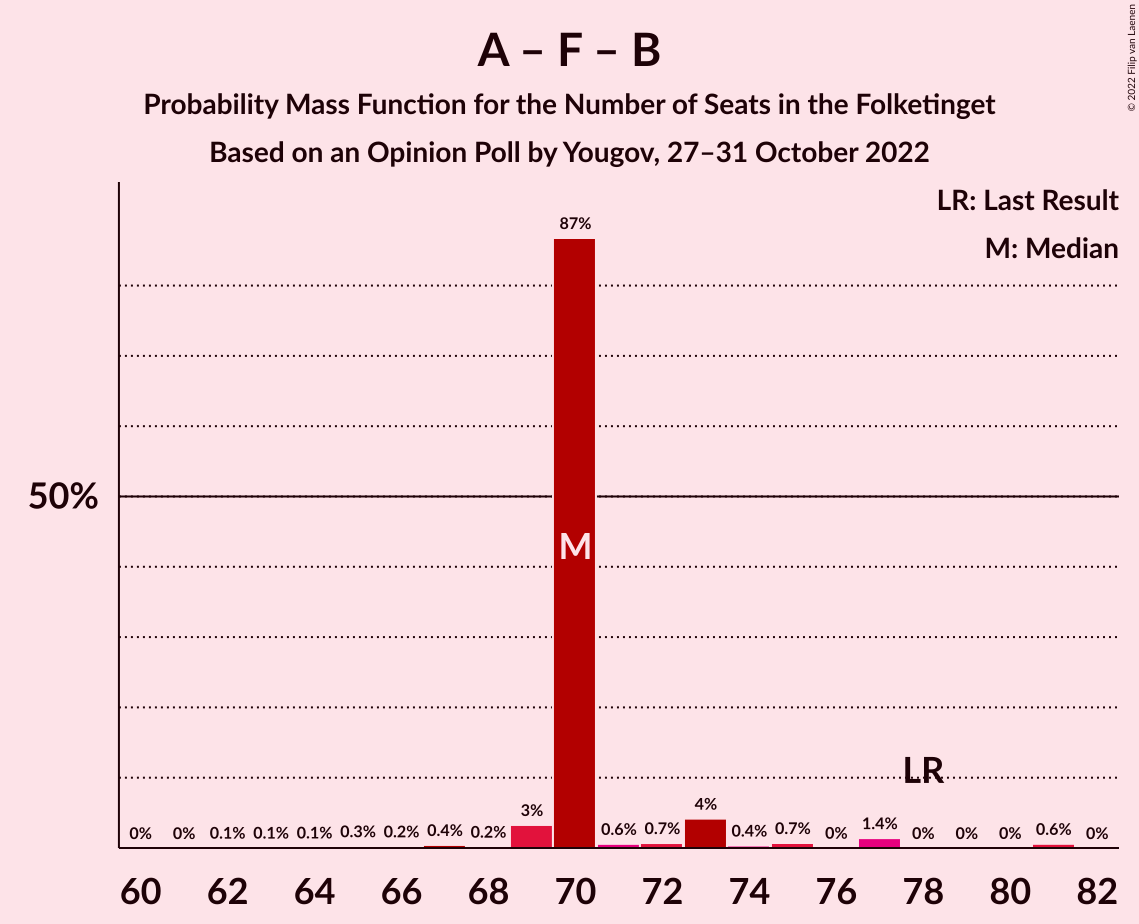 A – F – B
Probability Mass Function for the Number of Seats in the Folketinget
Based on an Opinion Poll by Yougov, 27–31 October 2022
© 2022 Filip van Laenen
LR: Last Result
M: Median
87%
50%
M
LR
0% 0% 0.1% 0.1% 0.1% 0.3% 0.2% 0.4% 0.2% 3% 0.6% 0.7% 4% 0.4% 0.7% 0% 1.4% 0% 0% 0% 0.6% 0%
60 62 64 66 68 70 72 74 76 78 80 82